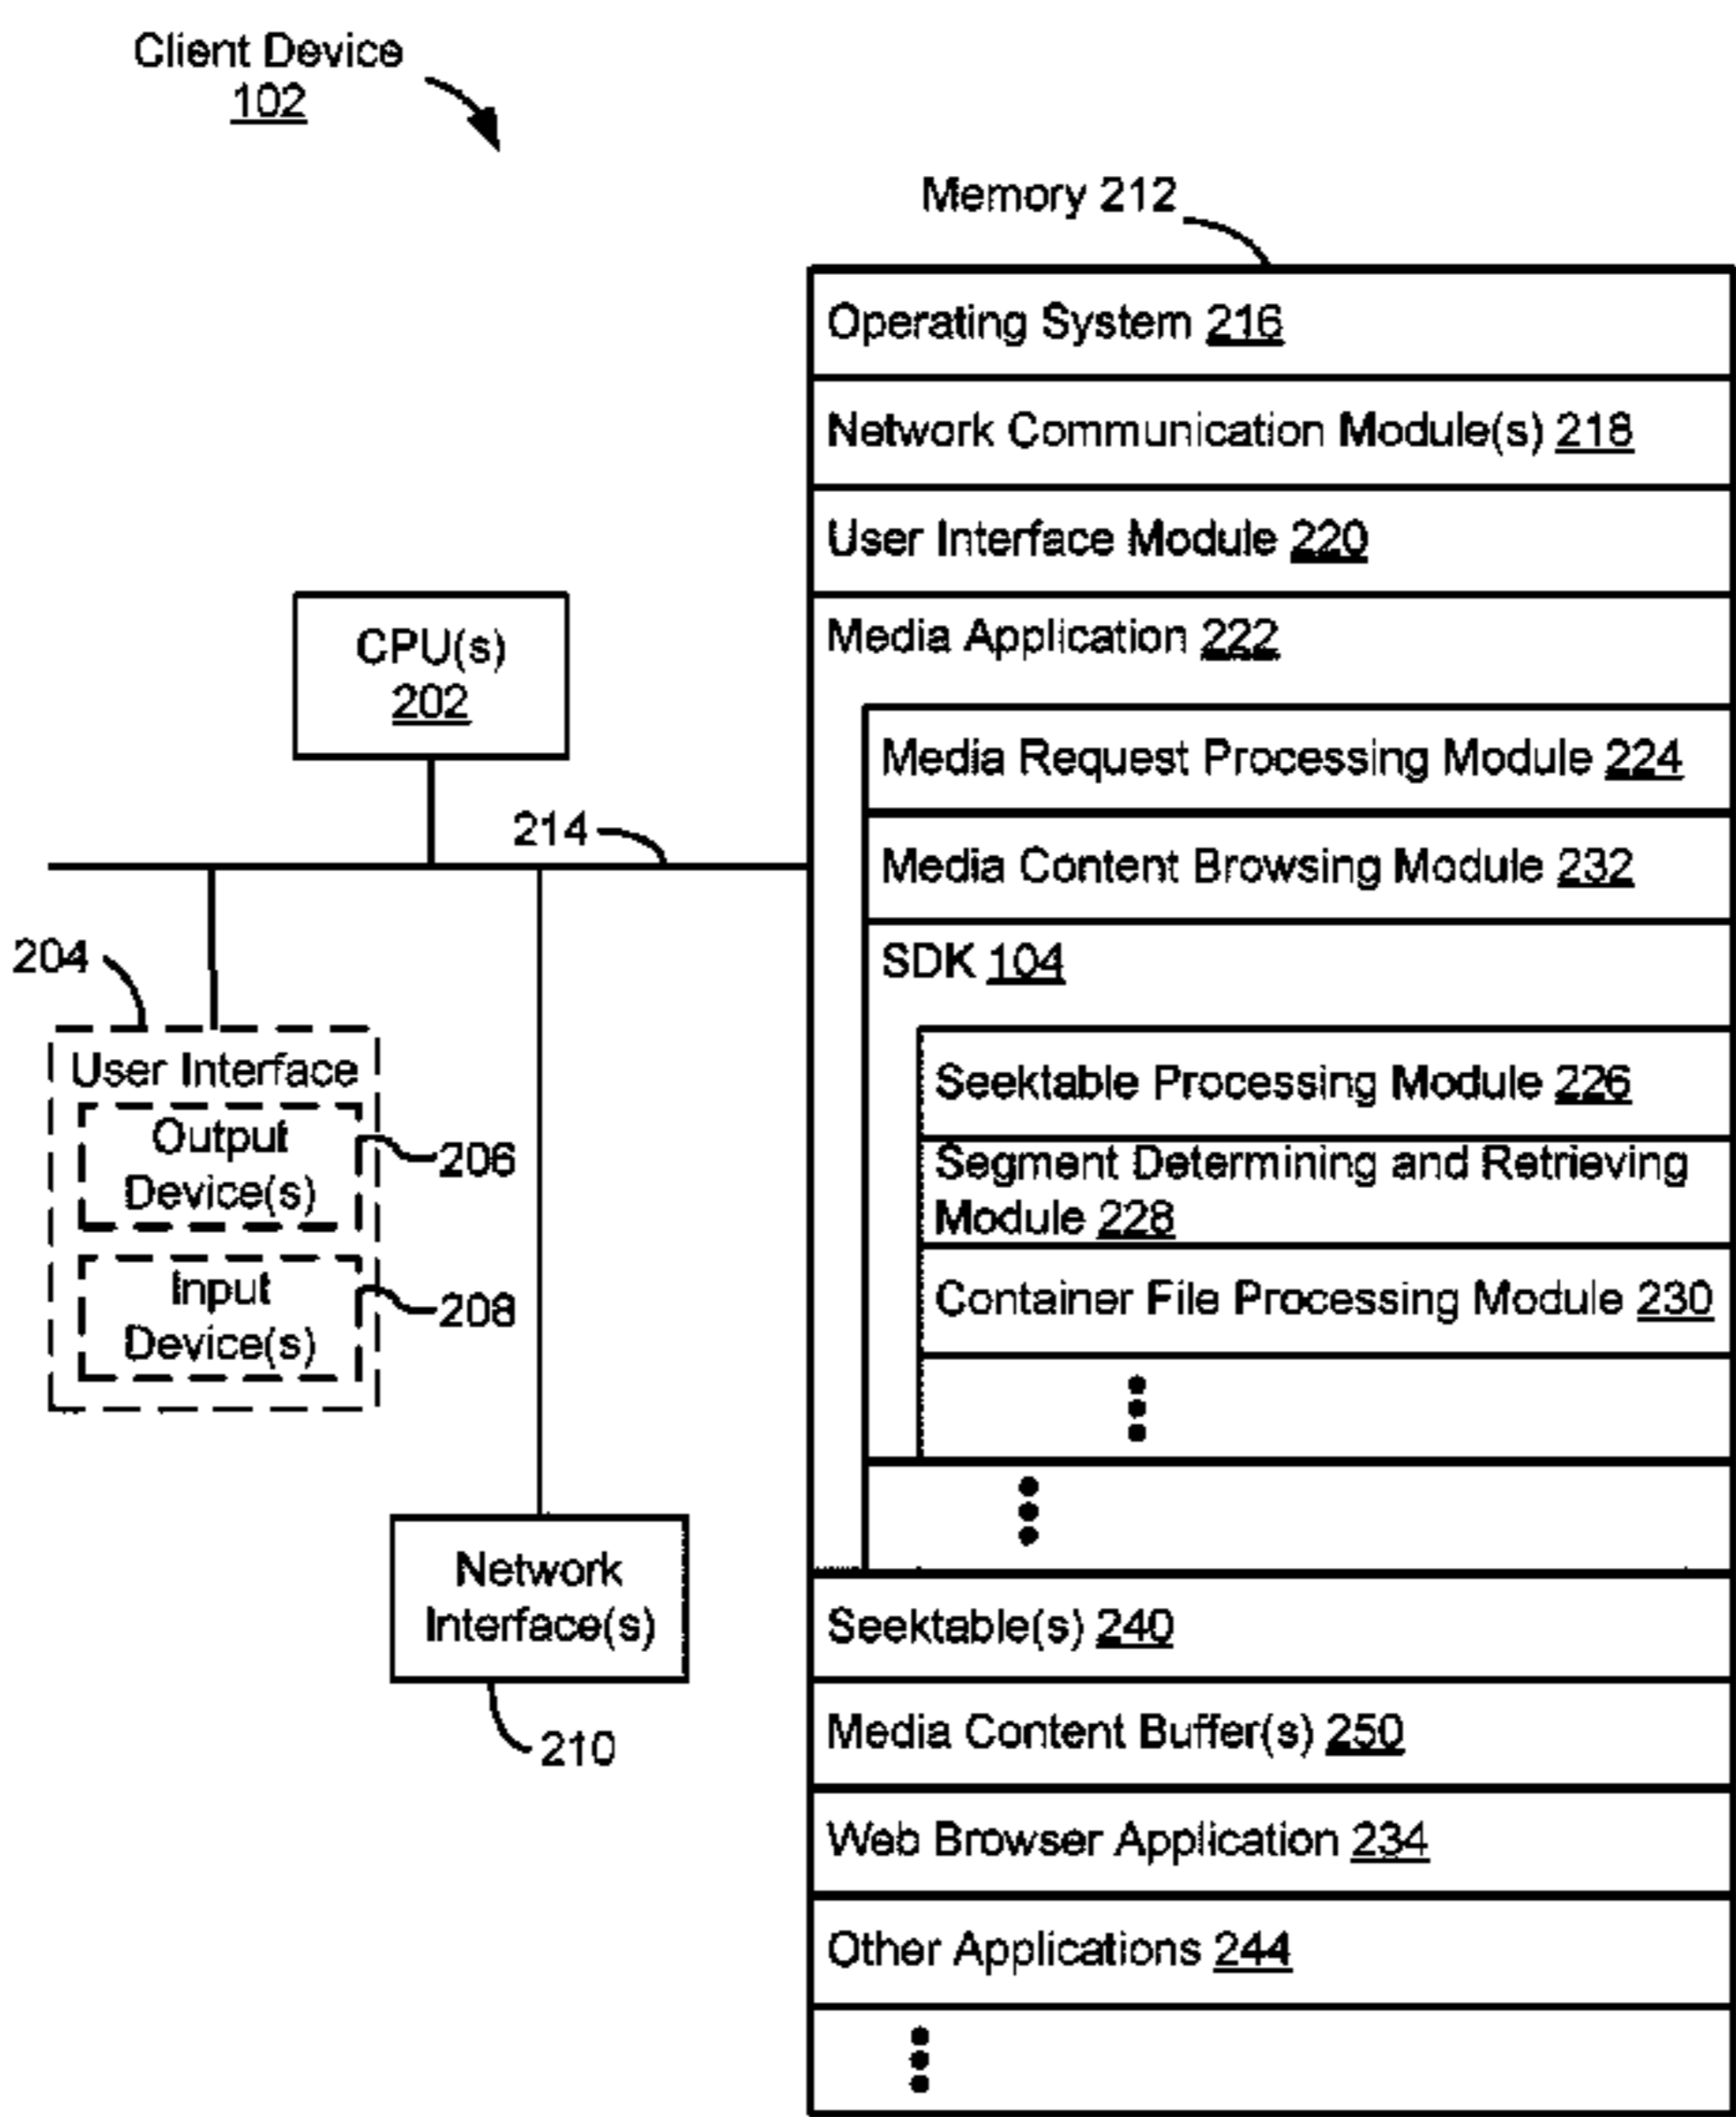 Client Device
102
Memory 212
Operating System 216
Network Communication Module(s) 218
User Interface Module 220
Media Application 222
Media Request Processing Module 224
Media Content Browsing Module 232
SDK 104
Seektable Processing Module 226
Segment Determining and Retrieving
Module 228
Container File Processing Module 230
Seektable(s) 240
Media Content Buffer(s) 250
Web Browser Application 234
Other Applications 244
CPU(s)
202
214
204
User Interface
Output
Device(s)
206
Input
Device(s)
208
Network
Interface(s)
210